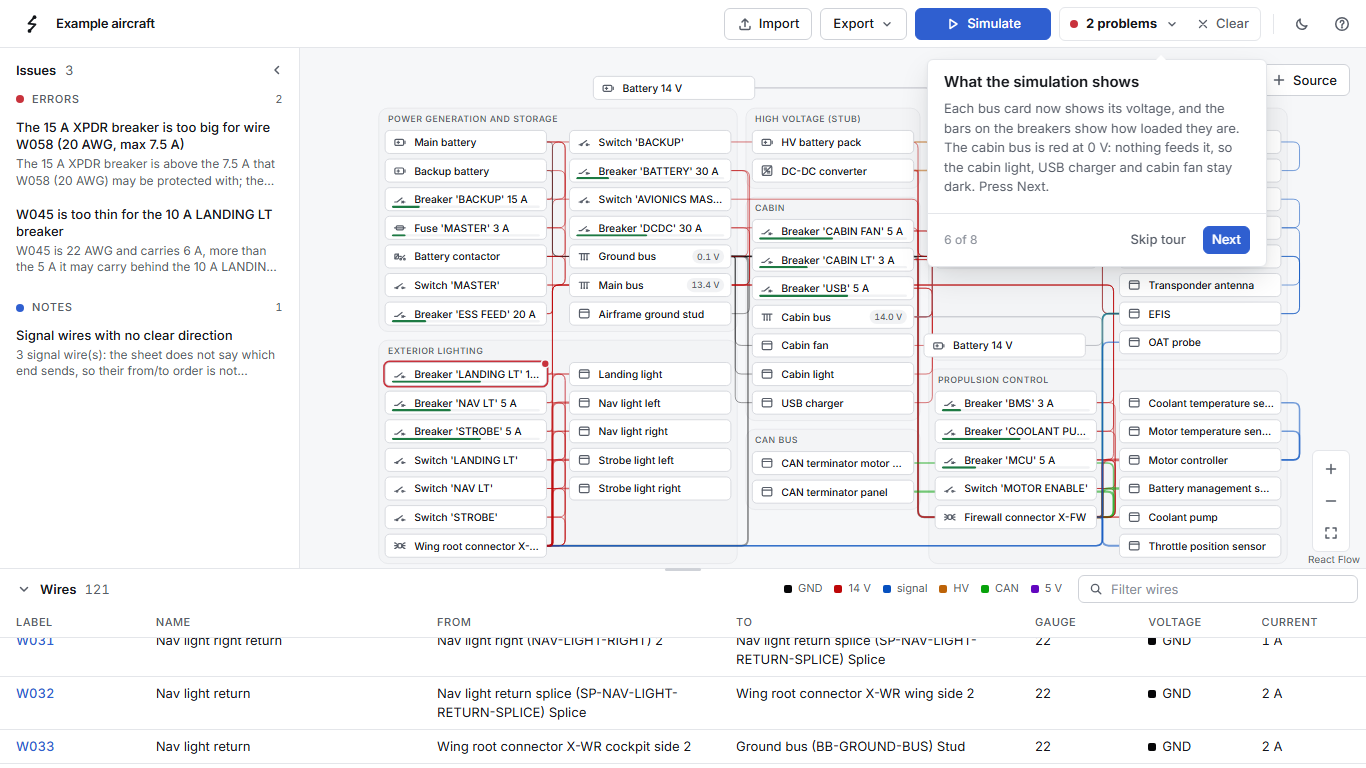 Example aircraft
Import
Export
Simulate
2 problems
Clear
Issues 3
ERRORS 2
The 15 A XPDR breaker is too big for wire
W058 (20 AWG, max 7.5 A)
The 15 A XPDR breaker is above the 7.5 A that
W058 (20 AWG) may be protected with; the...
W045 is too thin for the 10 A LANDING LT
breaker
W045 is 22 AWG and carries 6 A, more than
the 5 A it may carry behind the 10 A LANDIN...
NOTES 1
Signal wires with no clear direction
3 signal wire(s): the sheet does not say which
end sends, so their from/to order is not...
Battery 14 V
POWER GENERATION AND STORAGE
Main battery
Backup battery
Breaker 'BACKUP' 15 A
Fuse 'MASTER' 3 A
Battery contactor
Switch 'MASTER'
Breaker 'ESS FEED' 20 A
Switch 'BACKUP'
Breaker 'BATTERY' 30 A
Switch 'AVIONICS MAS...
Breaker 'DCDC' 30 A
Ground bus 0.1 V
Main bus 13.4 V
Airframe ground stud
EXTERIOR LIGHTING
Breaker 'LANDING LT' 1...
Breaker 'NAV LT' 5 A
Breaker 'STROBE' 5 A
Switch 'LANDING LT'
Switch 'NAV LT'
Switch 'STROBE'
Wing root connector X-...
Landing light
Nav light left
Nav light right
Strobe light left
Strobe light right
HIGH VOLTAGE (STUB)
HV battery pack
DC-DC converter
CABIN
Breaker 'CABIN FAN' 5 A
Breaker 'CABIN LT' 3 A
Breaker 'USB' 5 A
Cabin bus 14.0 V
Cabin fan
Cabin light
USB charger
CAN BUS
CAN terminator motor ...
CAN terminator panel
What the simulation shows
Each bus card now shows its voltage, and the
bars on the breakers show how loaded they are.
The cabin bus is red at 0 V: nothing feeds it, so
the cabin light, USB charger and cabin fan stay
dark. Press Next.
6 of 8
Skip tour
Next
Source
Transponder antenna
EFIS
OAT probe
Battery 14 V
PROPULSION CONTROL
Breaker 'BMS' 3 A
Breaker 'COOLANT PU...
Breaker 'MCU' 5 A
Switch 'MOTOR ENABLE'
Firewall connector X-FW
Coolant temperature se...
Motor temperature sen...
Motor controller
Battery management s...
Coolant pump
Throttle position sensor
React Flow
Wires 121
GND 14 V signal HV CAN 5 V
Filter wires
LABEL NAME FROM TO GAUGE VOLTAGE CURRENT
W031 Nav light right return Nav light right (NAV-LIGHT-RIGHT) 2 Nav light return splice (SP-NAV-LIGHT- 22 GND 1 A
RETURN-SPLICE) Splice
W032 Nav light return Nav light return splice (SP-NAV-LIGHT- Wing root connector X-WR wing side 2 22 GND 2 A
RETURN-SPLICE) Splice
W033 Nav light return Wing root connector X-WR cockpit side 2 Ground bus (BB-GROUND-BUS) Stud 22 GND 2 A